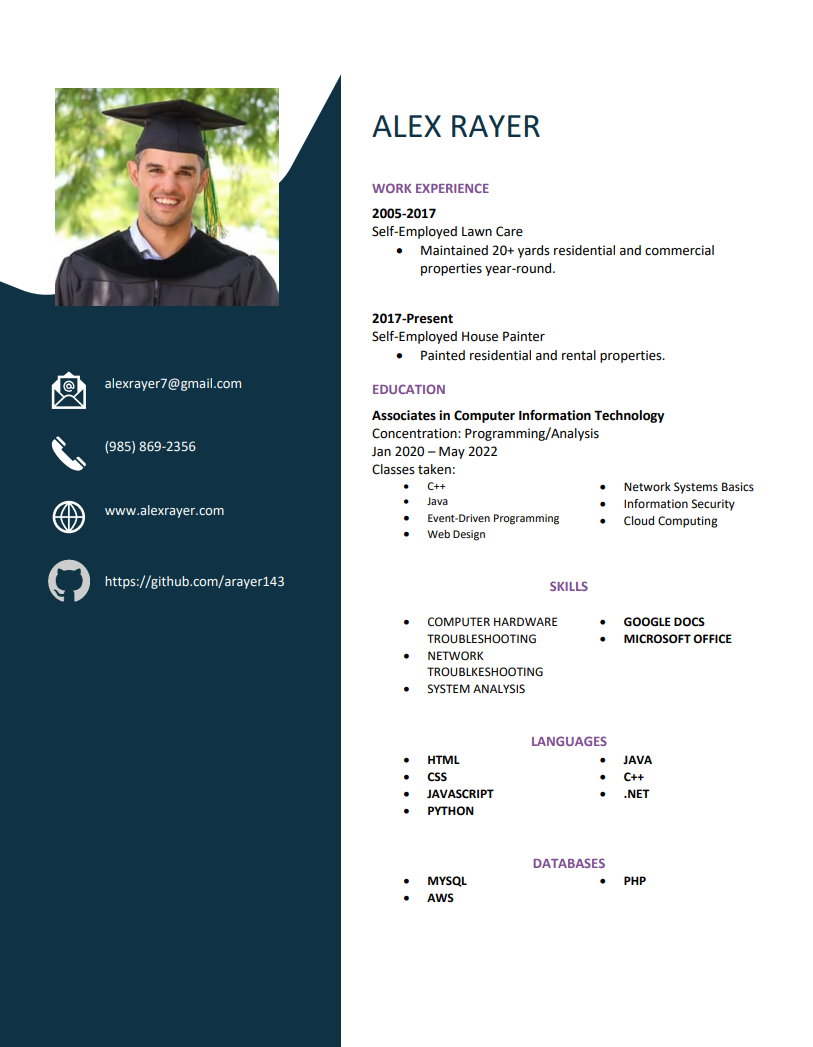 alexrayer7@gmail.com
(985) 869-2356
www.alexrayer.com
https://github.com/arayer143
ALEX RAYER
WORK EXPERIENCE
2005-2017
Self-Employed Lawn Care
• Maintained 20+ yards residential and commercial
properties year-round.
2017-Present
Self-Employed House Painter
• Painted residential and rental properties.
EDUCATION
Associates in Computer Information Technology
Concentration: Programming/Analysis
Jan 2020 – May 2022
Classes taken:
• C++
• Java
• Event-Driven Programming
• Web Design
• Network Systems Basics
• Information Security
• Cloud Computing
SKILLS
• COMPUTER HARDWARE
TROUBLESHOOTING
• NETWORK
TROUBLKESHOOTING
• SYSTEM ANALYSIS
• GOOGLE DOCS
• MICROSOFT OFFICE
LANGUAGES
• HTML
• CSS
• JAVASCRIPT
• PYTHON
• JAVA
• C++
• .NET
DATABASES
• MYSQL
• AWS
• PHP